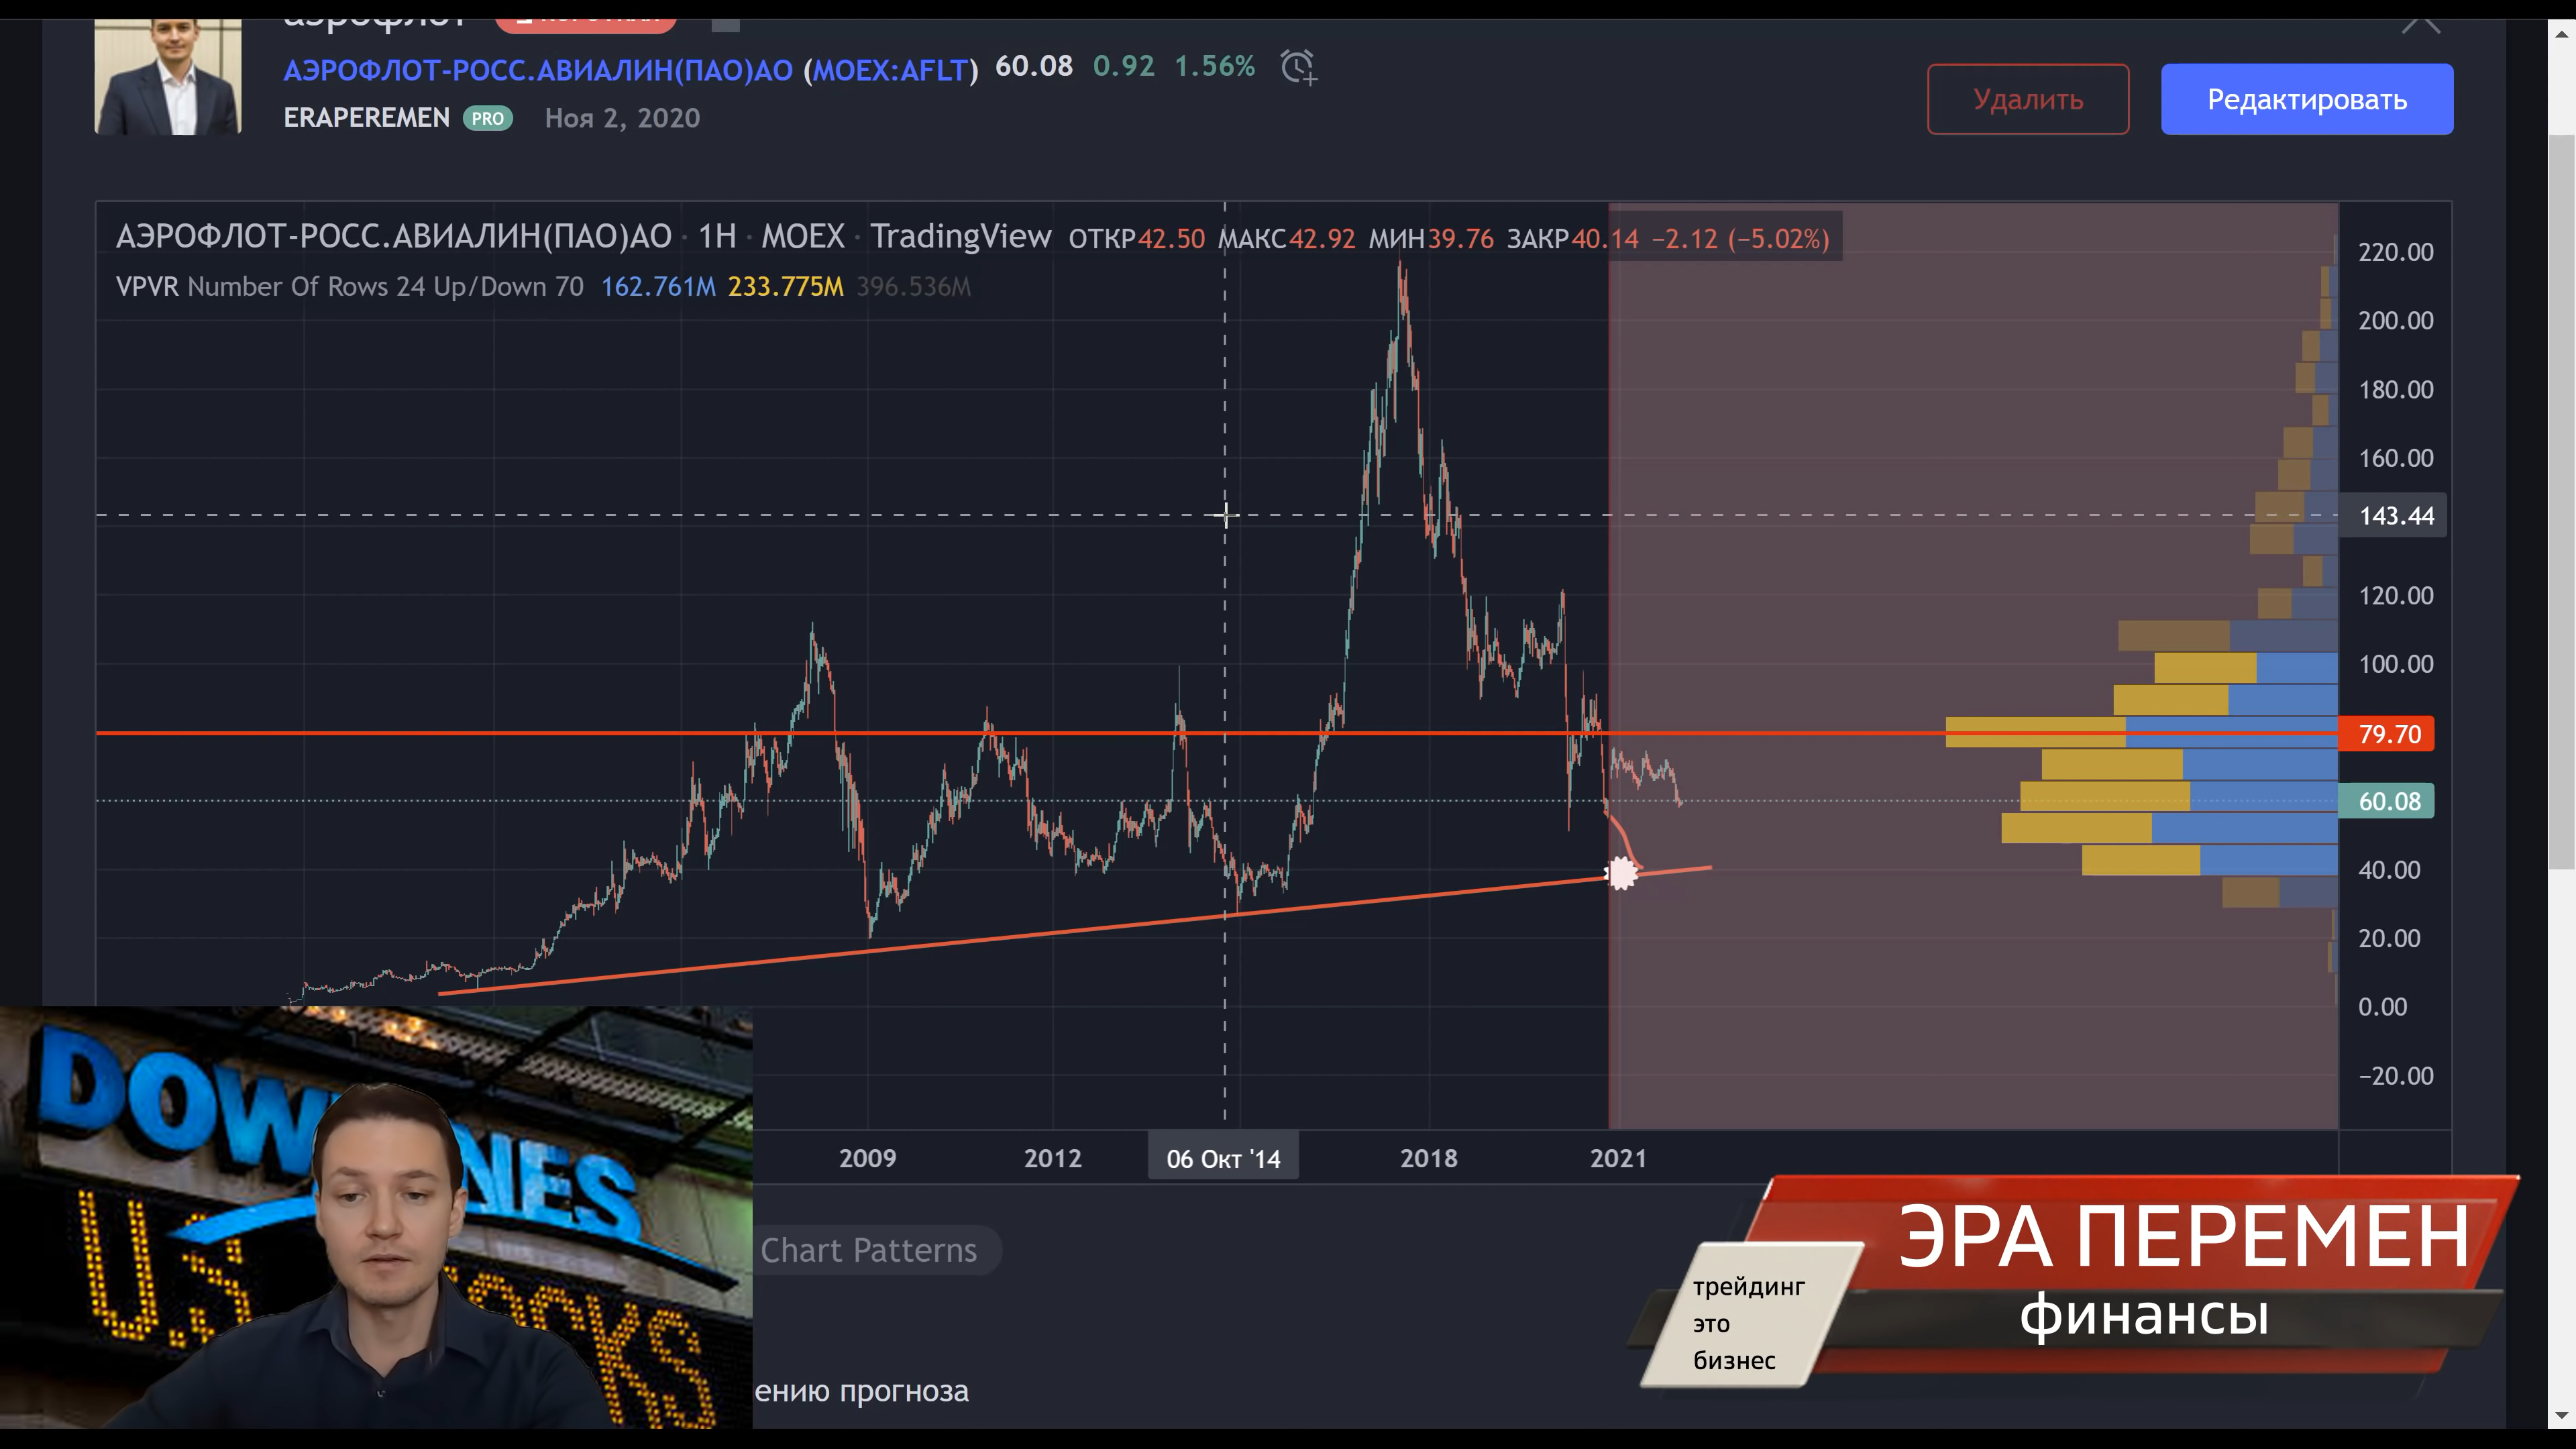 аэрофлот КОРОТКАЯ
АЭРОФЛОТ-РОСС.АВИАЛИН(ПАО)АО (MOEX:AFLT) 60.08 0.92 1.56%
ERAPEREMEN PRO Ноя 2, 2020
Удалить
Редактировать
АЭРОФЛОТ-РОСС.АВИАЛИН(ПАО)АО · 1Н · MOEX · TradingView ОТКР42.50 МАКС42.92 МИН39.76 ЗАКР40.14 −2.12 (−5.02%)
VPVR Number Of Rows 24 Up/Down 70 162.761M 233.775M 396.536M
220.00
200.00
180.00
160.00
143.44
120.00
100.00
79.70
60.08
40.00
20.00
0.00
−20.00
2009
2012
06 Окт '14
2018
2021
Chart Patterns
ению прогноза
ЭРА ПЕРЕМЕН
финансы
трейдинг
это
бизнес
DOW
NES
U.S
OCKS